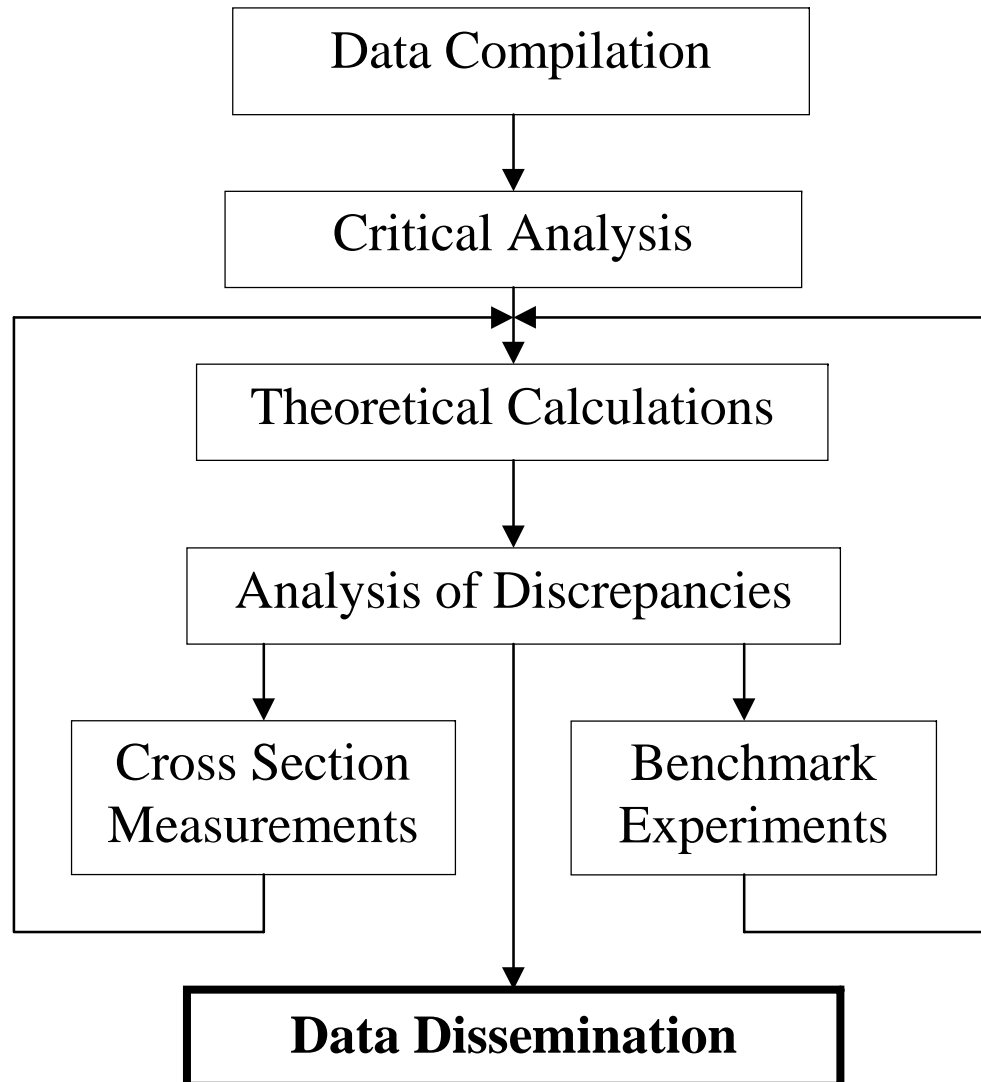 Data Compilation
Critical Analysis
Theoretical Calculations
Analysis of Discrepancies
Cross Section
Measurements
Benchmark
Experiments
Data Dissemination